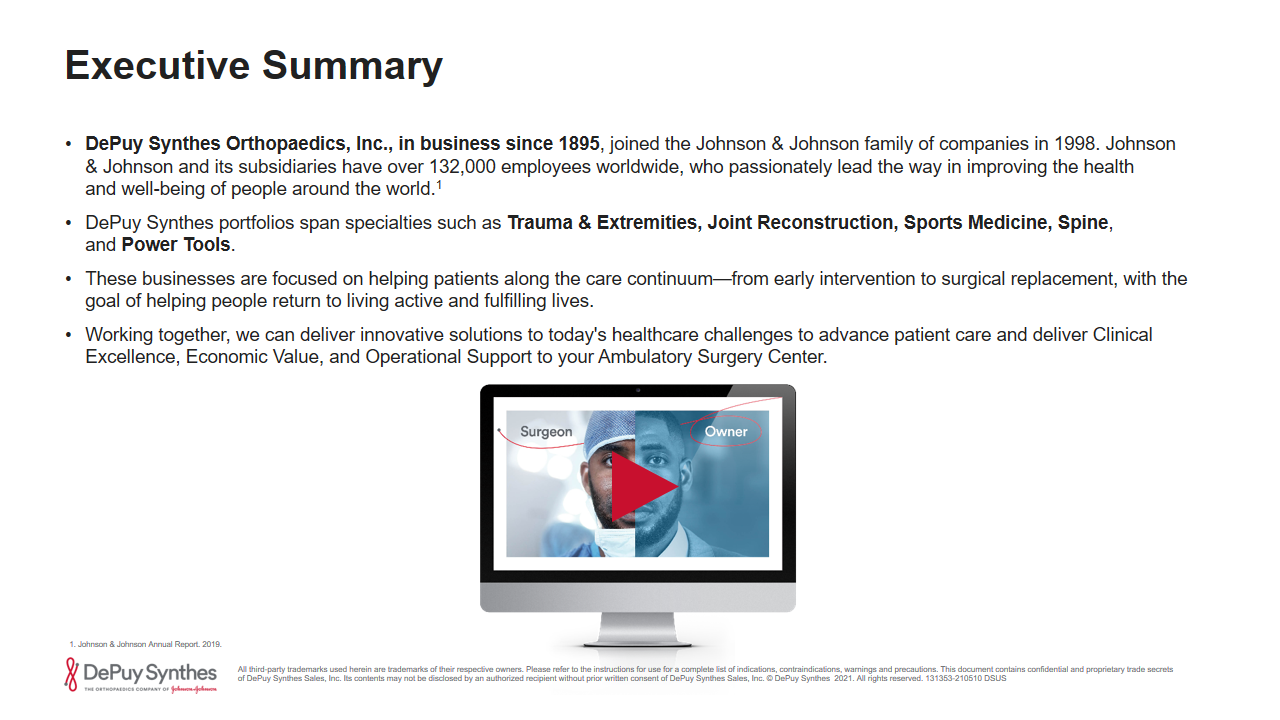 Executive Summary
• DePuy Synthes Orthopaedics, Inc., in business since 1895, joined the Johnson & Johnson family of companies in 1998. Johnson
& Johnson and its subsidiaries have over 132,000 employees worldwide, who passionately lead the way in improving the health
and well-being of people around the world.1
• DePuy Synthes portfolios span specialties such as Trauma & Extremities, Joint Reconstruction, Sports Medicine, Spine,
and Power Tools.
• These businesses are focused on helping patients along the care continuum—from early intervention to surgical replacement, with the
goal of helping people return to living active and fulfilling lives.
• Working together, we can deliver innovative solutions to today's healthcare challenges to advance patient care and deliver Clinical
Excellence, Economic Value, and Operational Support to your Ambulatory Surgery Center.
Surgeon
Owner
1. Johnson & Johnson Annual Report. 2019.
DePuy Synthes
THE ORTHOPAEDICS COMPANY OF Johnson & Johnson
All third-party trademarks used herein are trademarks of their respective owners. Please refer to the instructions for use for a complete list of indications, contraindications, warnings and precautions. This document contains confidential and proprietary trade secrets
of DePuy Synthes Sales, Inc. Its contents may not be disclosed by an authorized recipient without prior written consent of DePuy Synthes Sales, Inc. © DePuy Synthes 2021. All rights reserved. 131353-210510 DSUS